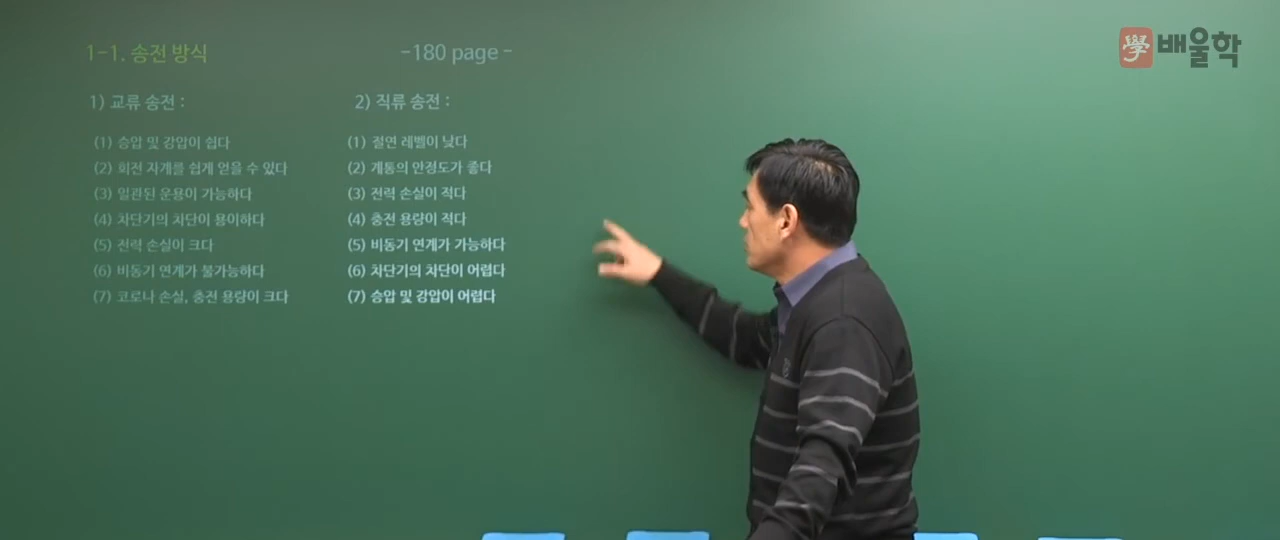 1-1. 송전 방식
-180 page-
1) 교류 송전 :
(1) 승압 및 강압이 쉽다
(2) 회전 자계를 쉽게 얻을 수 있다
(3) 일관된 운용이 가능하다
(4) 차단기의 차단이 용이하다
(5) 전력 손실이 크다
(6) 비동기 연계가 불가능하다
(7) 코로나 손실, 충전 용량이 크다
2) 직류 송전 :
(1) 절연 레벨이 낮다
(2) 계통의 안정도가 좋다
(3) 전력 손실이 적다
(4) 충전 용량이 적다
(5) 비동기 연계가 가능하다
(6) 차단기의 차단이 어렵다
(7) 승압 및 강압이 어렵다
學 배울학